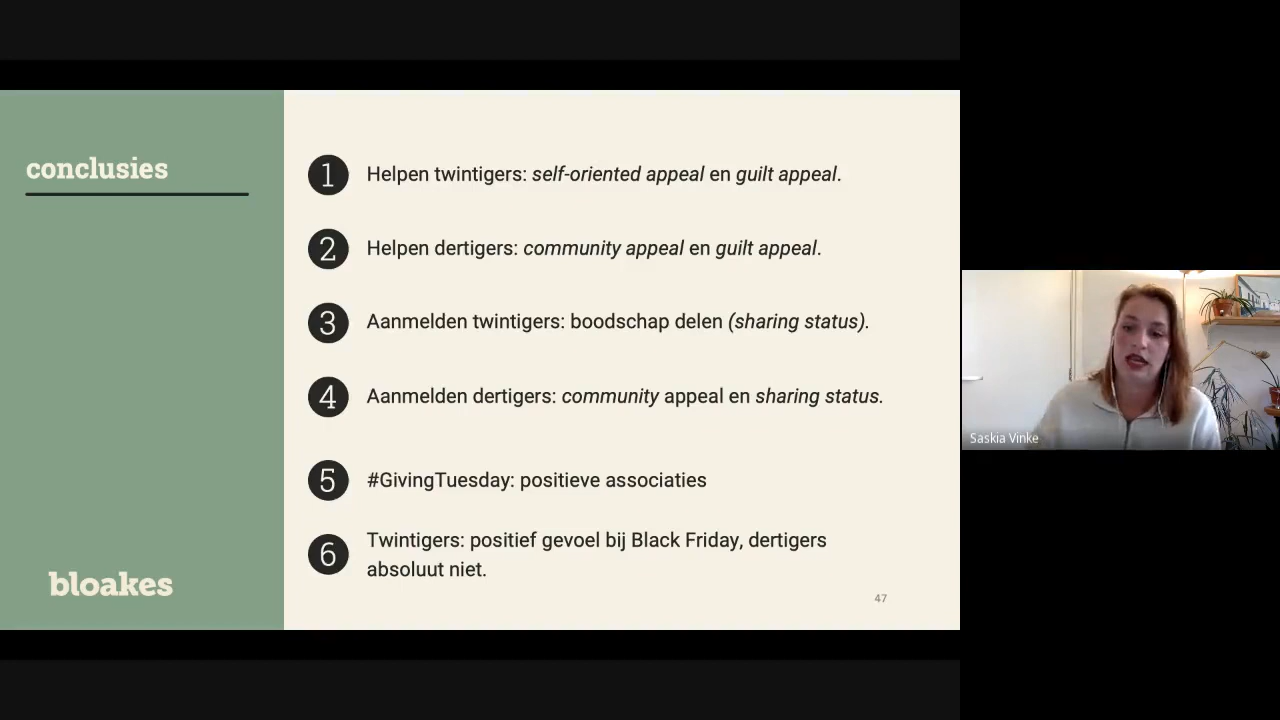 conclusies
1 Helpen twintigers: self-oriented appeal en guilt appeal.
2 Helpen dertigers: community appeal en guilt appeal.
3 Aanmelden twintigers: boodschap delen (sharing status).
4 Aanmelden dertigers: community appeal en sharing status.
5 #GivingTuesday: positieve associaties
6 Twintigers: positief gevoel bij Black Friday, dertigers
absoluut niet.
bloakes
47
Saskia Vinke